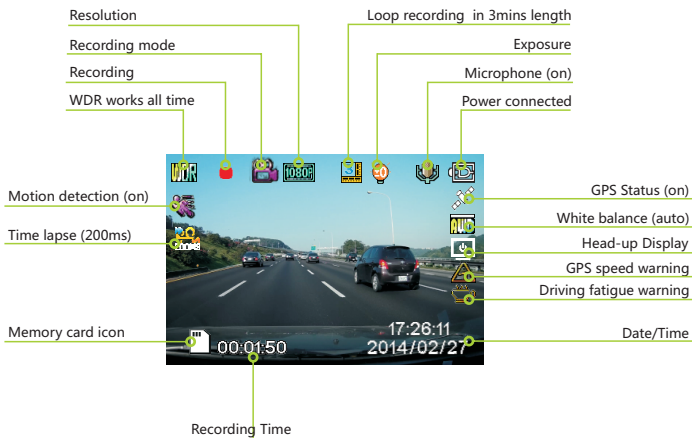 Resolution
Loop recording in 3mins length
Recording mode
Exposure
Recording
Microphone (on)
WDR works all time
Power connected
WDR
1080P
3
Motion detection (on)
GPS Status (on)
White balance (auto)
Time lapse (200ms)
200MS
AWB
Head-up Display
GPS speed warning
Driving fatigue warning
Memory card icon
00:01:50
17:26:11
2014/02/27
Date/Time
Recording Time